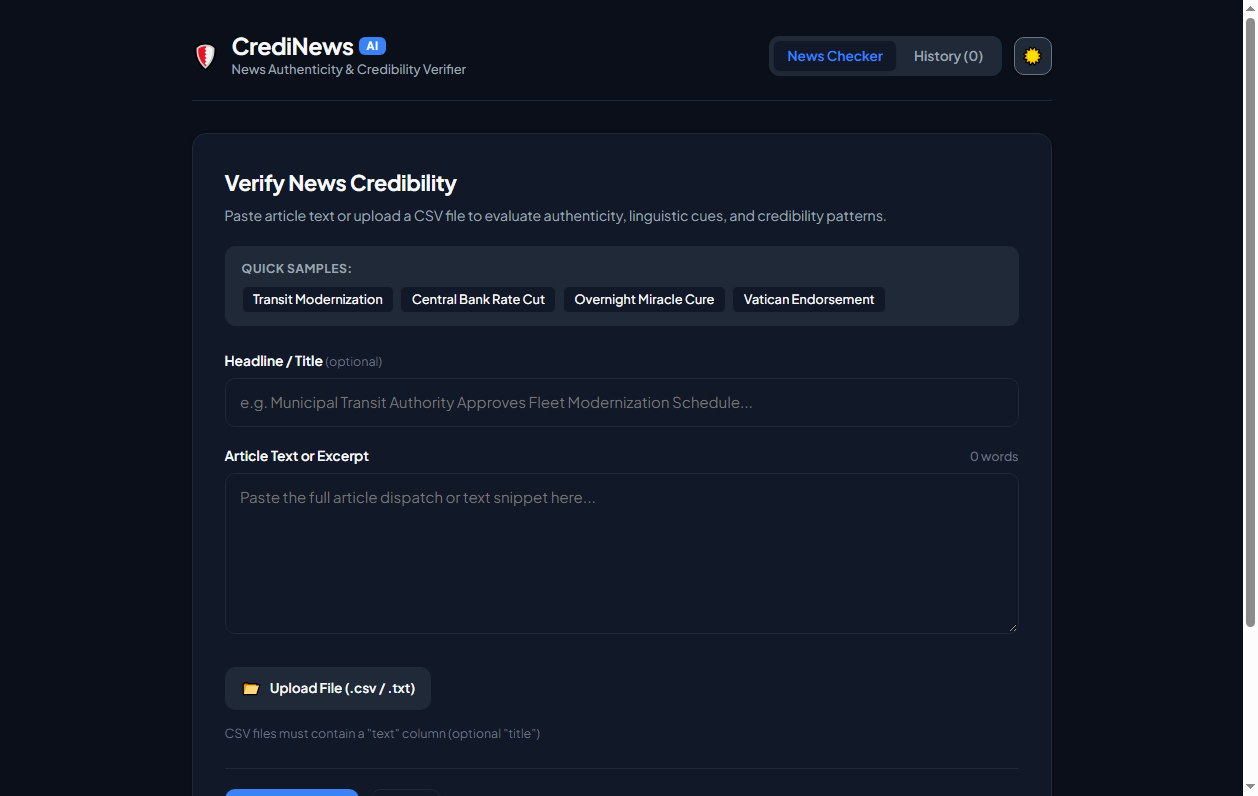 CrediNews AI
News Authenticity & Credibility Verifier
News Checker
History (0)
Verify News Credibility
Paste article text or upload a CSV file to evaluate authenticity, linguistic cues, and credibility patterns.
QUICK SAMPLES:
Transit Modernization
Central Bank Rate Cut
Overnight Miracle Cure
Vatican Endorsement
Headline / Title (optional)
e.g. Municipal Transit Authority Approves Fleet Modernization Schedule...
Article Text or Excerpt
0 words
Paste the full article dispatch or text snippet here...
Upload File (.csv / .txt)
CSV files must contain a "text" column (optional "title")